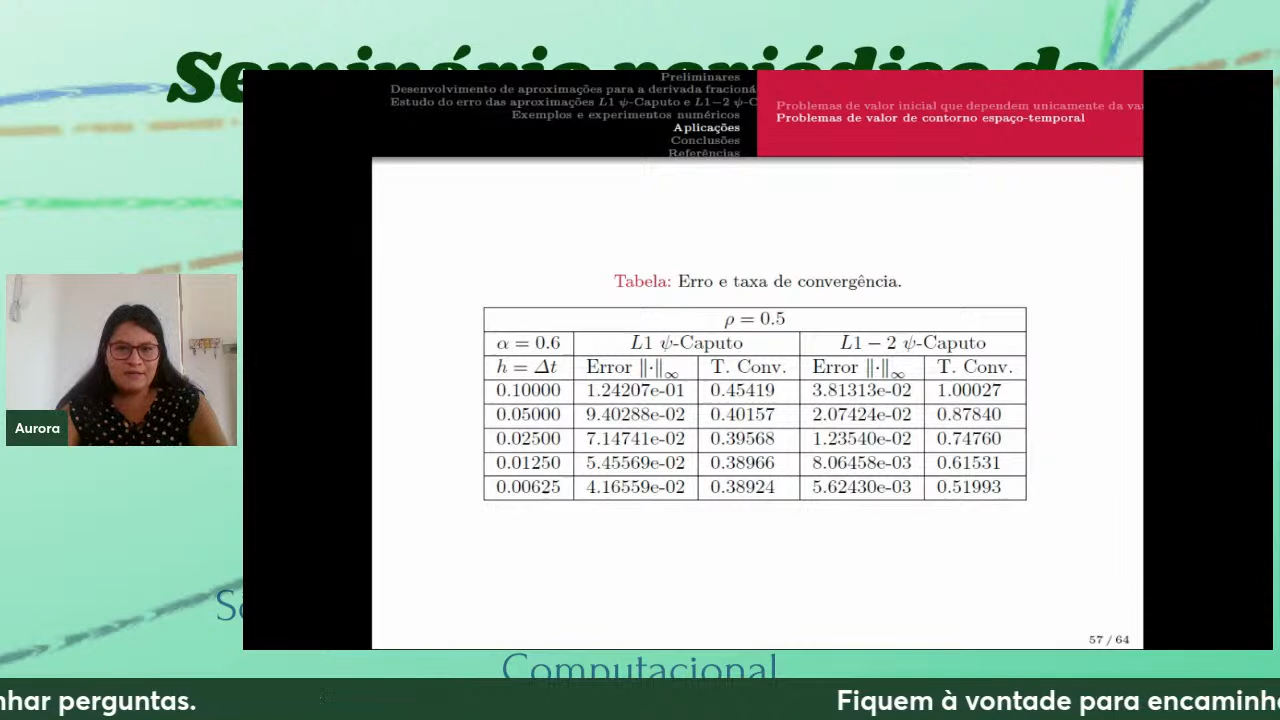 Seminário periódico de
Preliminares
Desenvolvimento de aproximações para a derivada
Estudo do erro das aproximações L1 ψ-Caputo e L1−2
Exemplos e experimentos numéricos
Aplicações
Conclusões
Referências
Problemas de valor inicial que dependem unicamente da
Problemas de valor de contorno espaço-temporal
Tabela: Erro e taxa de convergência.
ρ = 0.5
α = 0.6 L1 ψ-Caputo L1 − 2 ψ-Caputo
h = Δt Error ‖·‖∞ T. Conv. Error ‖·‖∞ T. Conv.
0.10000 1.24207e-01 0.45419 3.81313e-02 1.00027
0.05000 9.40288e-02 0.40157 2.07424e-02 0.87840
0.02500 7.14741e-02 0.39568 1.23540e-02 0.74760
0.01250 5.45569e-02 0.38966 8.06458e-03 0.61531
0.00625 4.16559e-02 0.38924 5.62430e-03 0.51993
57 / 64
Aurora
Computacional
nhar perguntas.
Fiquem à vontade para encaminh